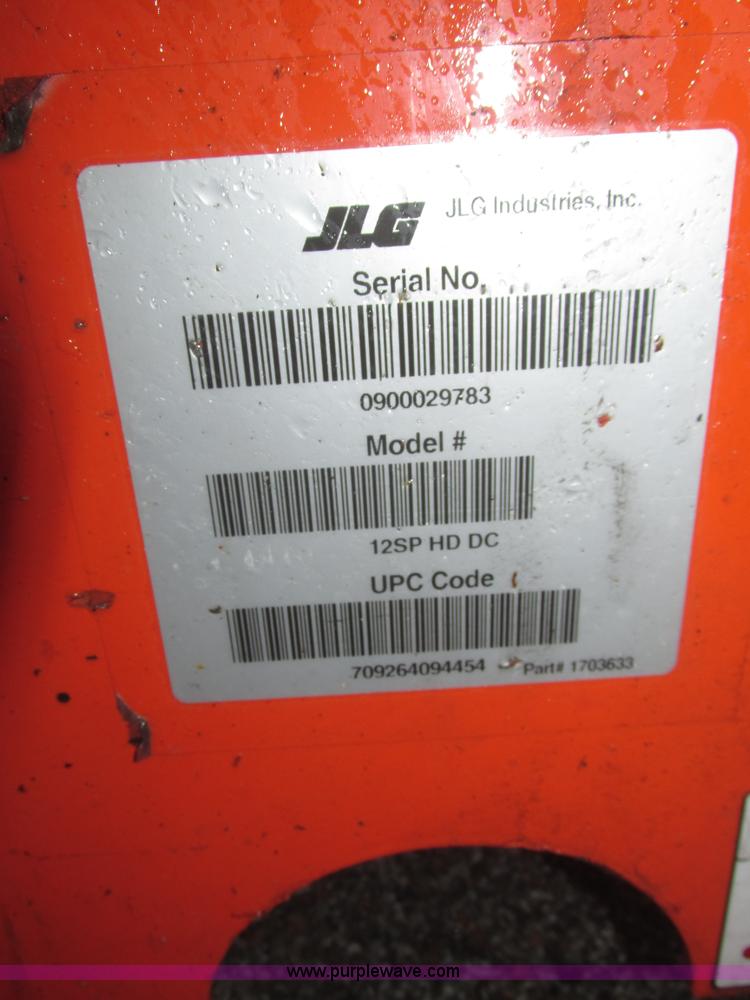 JLG JLG Industries, Inc.
Serial No.
0900029783
Model #
12SP HD DC
UPC Code
709264094454 Part# 1703633
www.purplewave.com